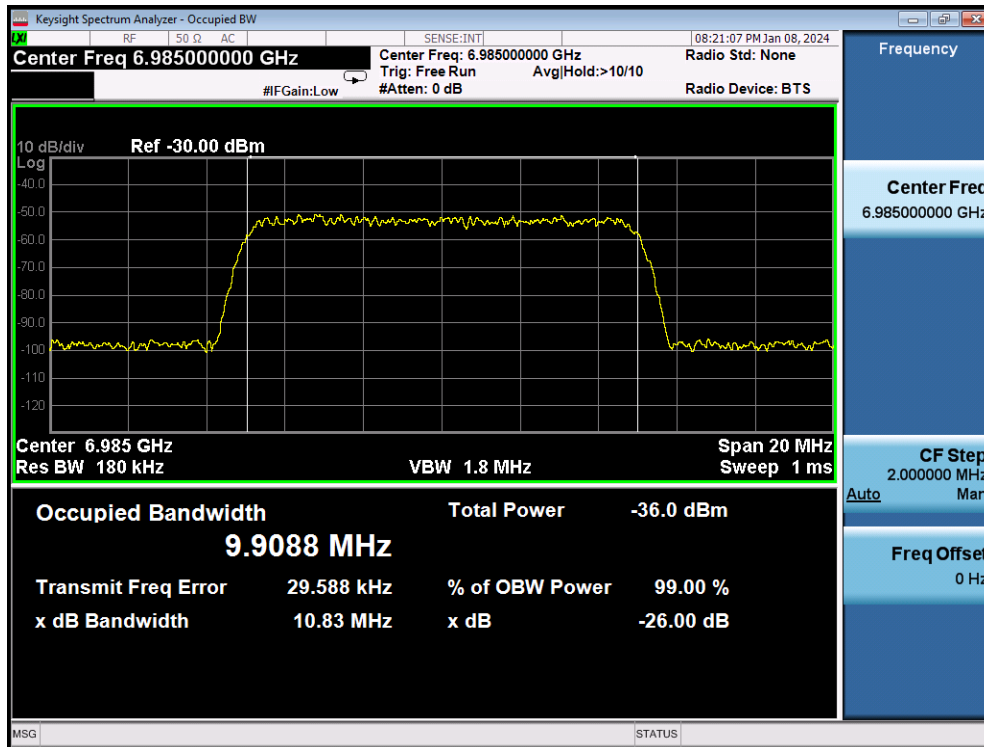 Keysight Spectrum Analyzer - Occupied BW
LXI RF 50 Ω AC SENSE:INT 08:21:07 PM Jan 08, 2024
Center Freq 6.985000000 GHz
Center Freq: 6.985000000 GHz Radio Std: None
Trig: Free Run Avg|Hold:>10/10
#IFGain:Low #Atten: 0 dB Radio Device: BTS
10 dB/div Ref -30.00 dBm
Log
-40.0
-50.0
-60.0
-70.0
-80.0
-90.0
-100
-110
-120
Center 6.985 GHz Span 20 MHz
Res BW 180 kHz VBW 1.8 MHz Sweep 1 ms
Occupied Bandwidth Total Power -36.0 dBm
9.9088 MHz
Transmit Freq Error 29.588 kHz % of OBW Power 99.00 %
x dB Bandwidth 10.83 MHz x dB -26.00 dB
MSG STATUS
Frequency
Center Freq
6.985000000 GHz
CF Step
2.000000 MHz
Auto Man
Freq Offset
0 Hz